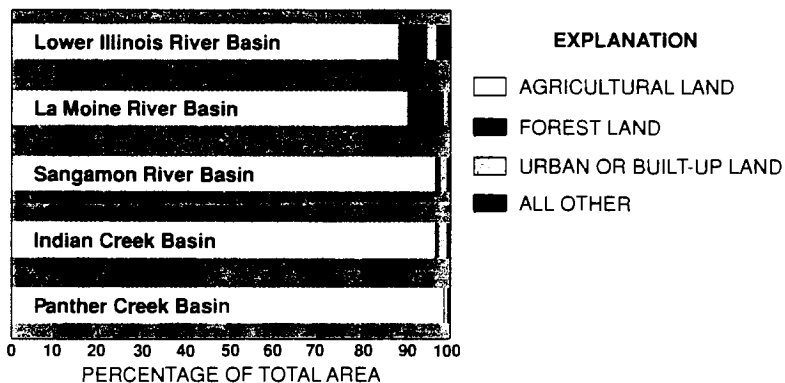 Lower Illinois River Basin
La Moine River Basin
Sangamon River Basin
Indian Creek Basin
Panther Creek Basin
0 10 20 30 40 50 60 70 80 90 100
PERCENTAGE OF TOTAL AREA
EXPLANATION
AGRICULTURAL LAND
FOREST LAND
URBAN OR BUILT-UP LAND
ALL OTHER